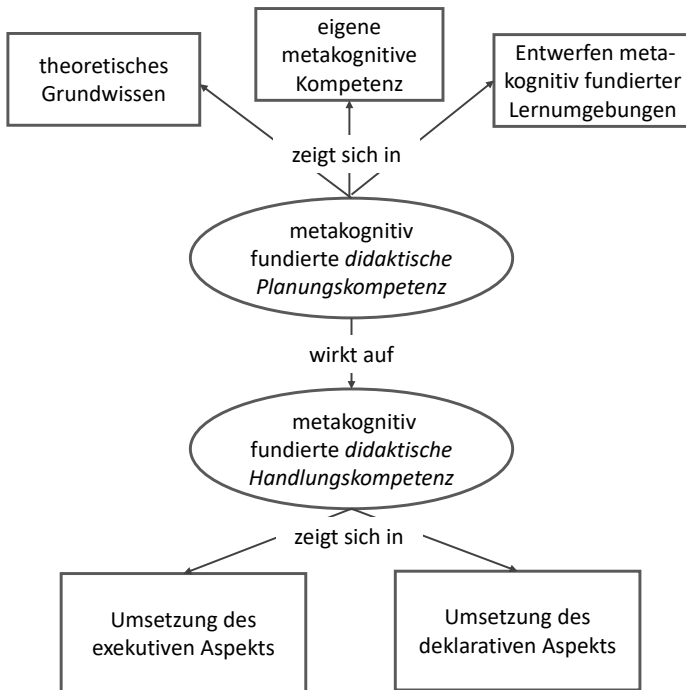 theoretisches
Grundwissen
eigene
metakognitive
Kompetenz
Entwerfen meta-
kognitiv fundierter
Lernumgebungen
zeigt sich in
metakognitiv
fundierte didaktische
Planungskompetenz
wirkt auf
metakognitiv
fundierte didaktische
Handlungskompetenz
zeigt sich in
Umsetzung des
exekutiven Aspekts
Umsetzung des
deklarativen Aspekts